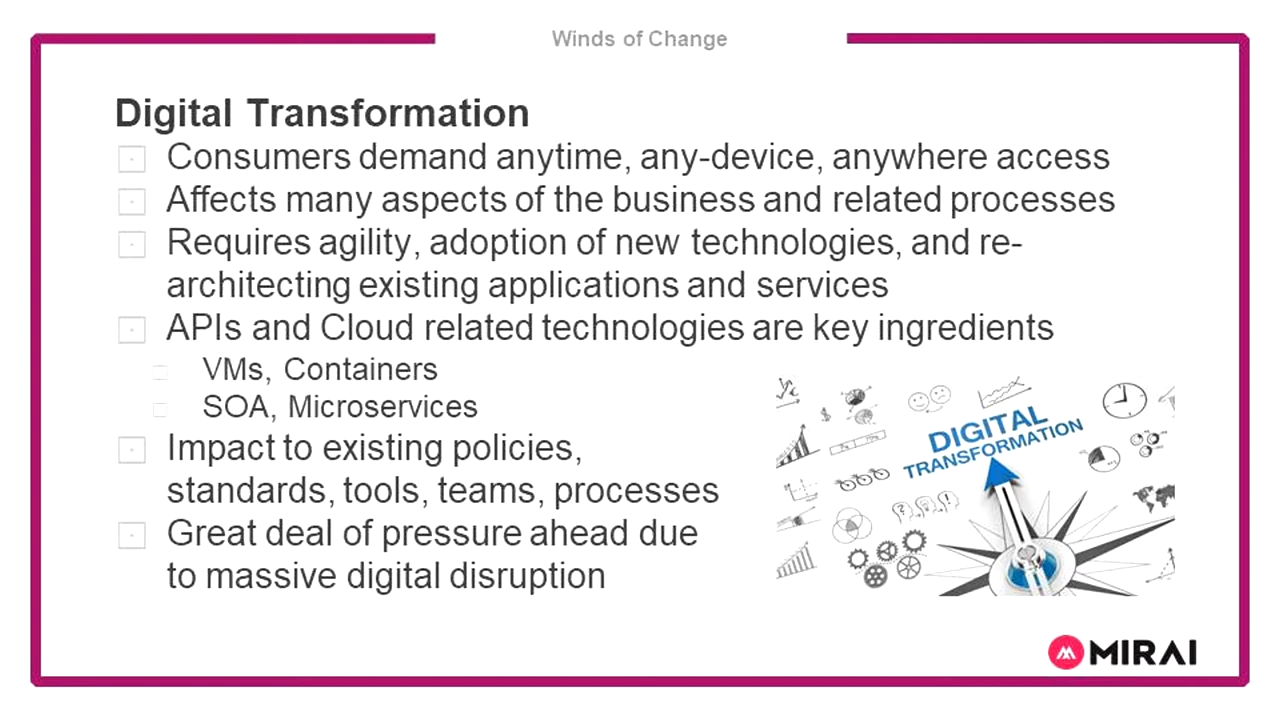 Winds of Change
Digital Transformation
Consumers demand anytime, any-device, anywhere access
Affects many aspects of the business and related processes
Requires agility, adoption of new technologies, and re-
architecting existing applications and services
APIs and Cloud related technologies are key ingredients
VMs, Containers
SOA, Microservices
Impact to existing policies,
standards, tools, teams, processes
Great deal of pressure ahead due
to massive digital disruption
DIGITAL
TRANSFORMATION
MIRAI